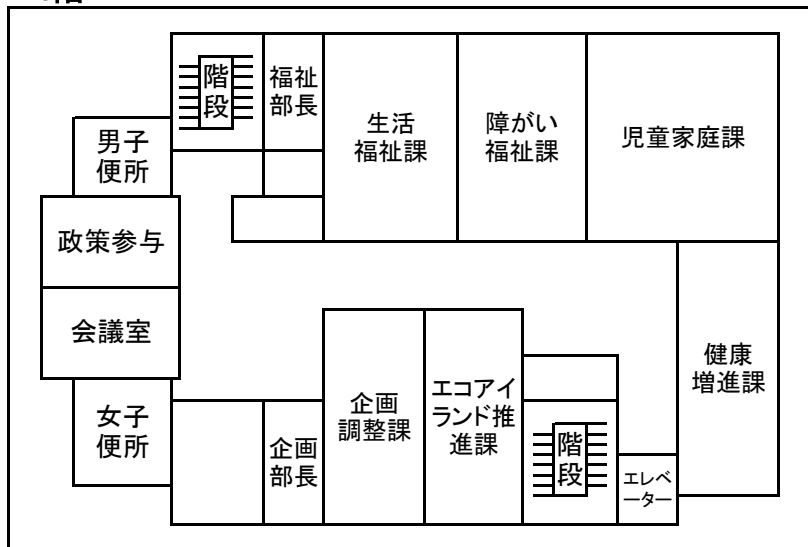 階
段
福祉
部長
生活
福祉課
障がい
福祉課
児童家庭課
男子
便所
政策参与
会議室
女子
便所
企画
部長
企画
調整課
エコアイ
ランド推
進課
階
段
エレベ
ーター
健康
増進課